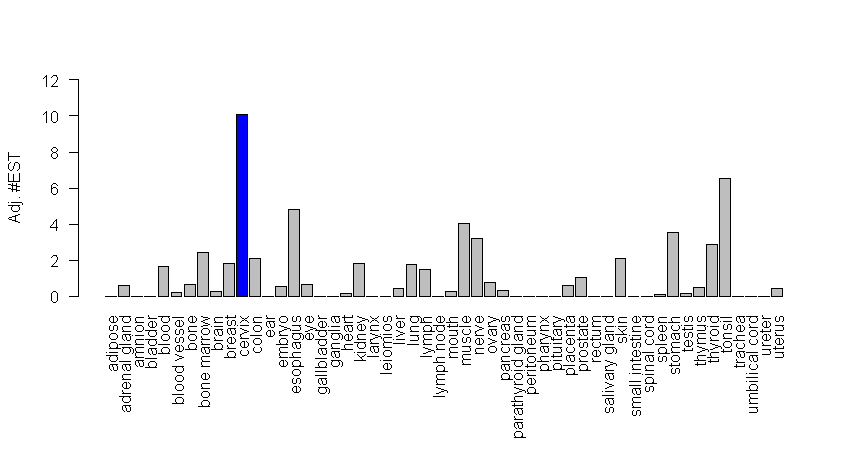 Adj. #EST
12
10
8
6
4
2
0
adipose
adrenal gland
amnion
bladder
blood
blood vessel
bone
bone marrow
brain
breast
cervix
colon
ear
embryo
esophagus
eye
gallbladder
ganglia
heart
kidney
larynx
leiomios
liver
lung
lymph
lymph node
mouth
muscle
nerve
ovary
pancreas
parathyroid gland
peritoneum
pharynx
pituitary
placenta
prostate
rectum
salivary gland
skin
small intestine
spinal cord
spleen
stomach
testis
thymus
thyroid
tonsil
trachea
umbilical cord
ureter
uterus